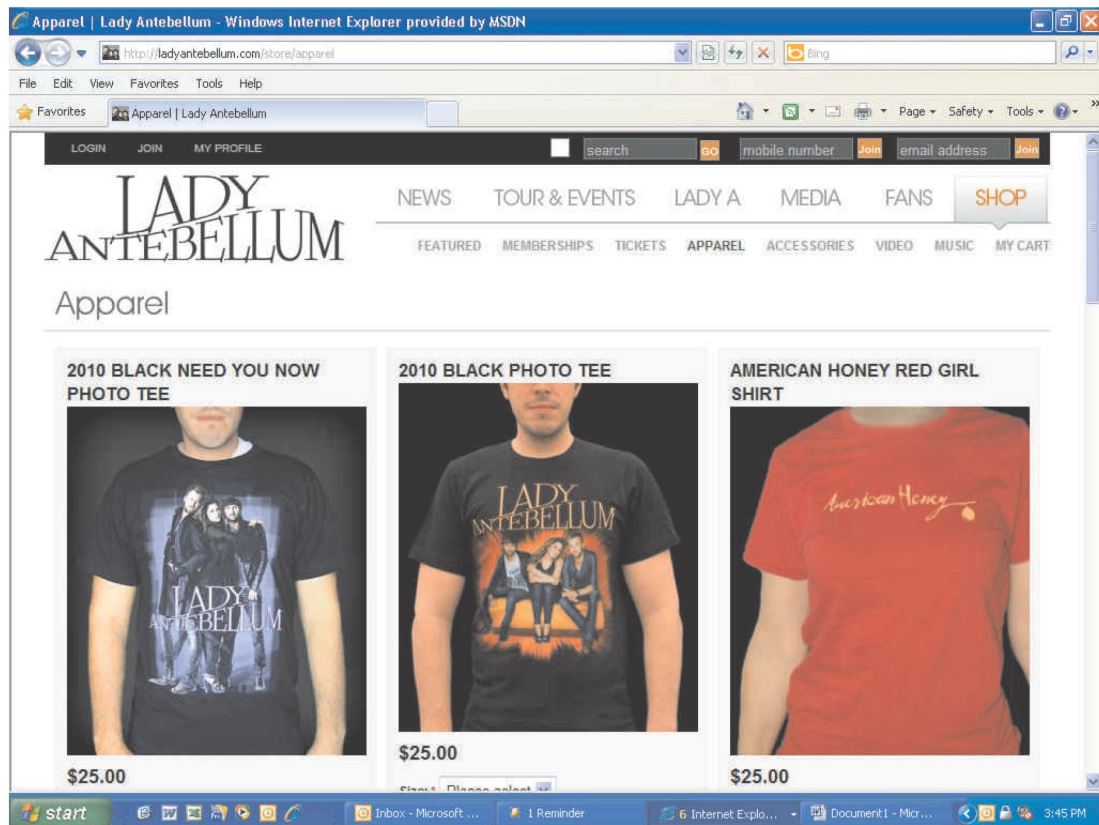 Apparel | Lady Antebellum - Windows Internet Explorer provided by MSDN
http://ladyantebellum.com/store/apparel
Bing
File Edit View Favorites Tools Help
Favorites Apparel | Lady Antebellum Page Safety Tools
LOGIN JOIN MY PROFILE search GO mobile number Join email address Join
LADY
ANTEBELLUM
NEWS TOUR & EVENTS LADY A MEDIA FANS SHOP
FEATURED MEMBERSHIPS TICKETS APPAREL ACCESSORIES VIDEO MUSIC MY CART
Apparel
2010 BLACK NEED YOU NOW
PHOTO TEE
LADY
ANTEBELLUM
$25.00
2010 BLACK PHOTO TEE
LADY
ANTEBELLUM
$25.00
Size:* Please select
AMERICAN HONEY RED GIRL
SHIRT
American Honey
$25.00
start Inbox - Microsoft ... 1 Reminder 6 Internet Explo... Document1 - Micr... 3:45 PM